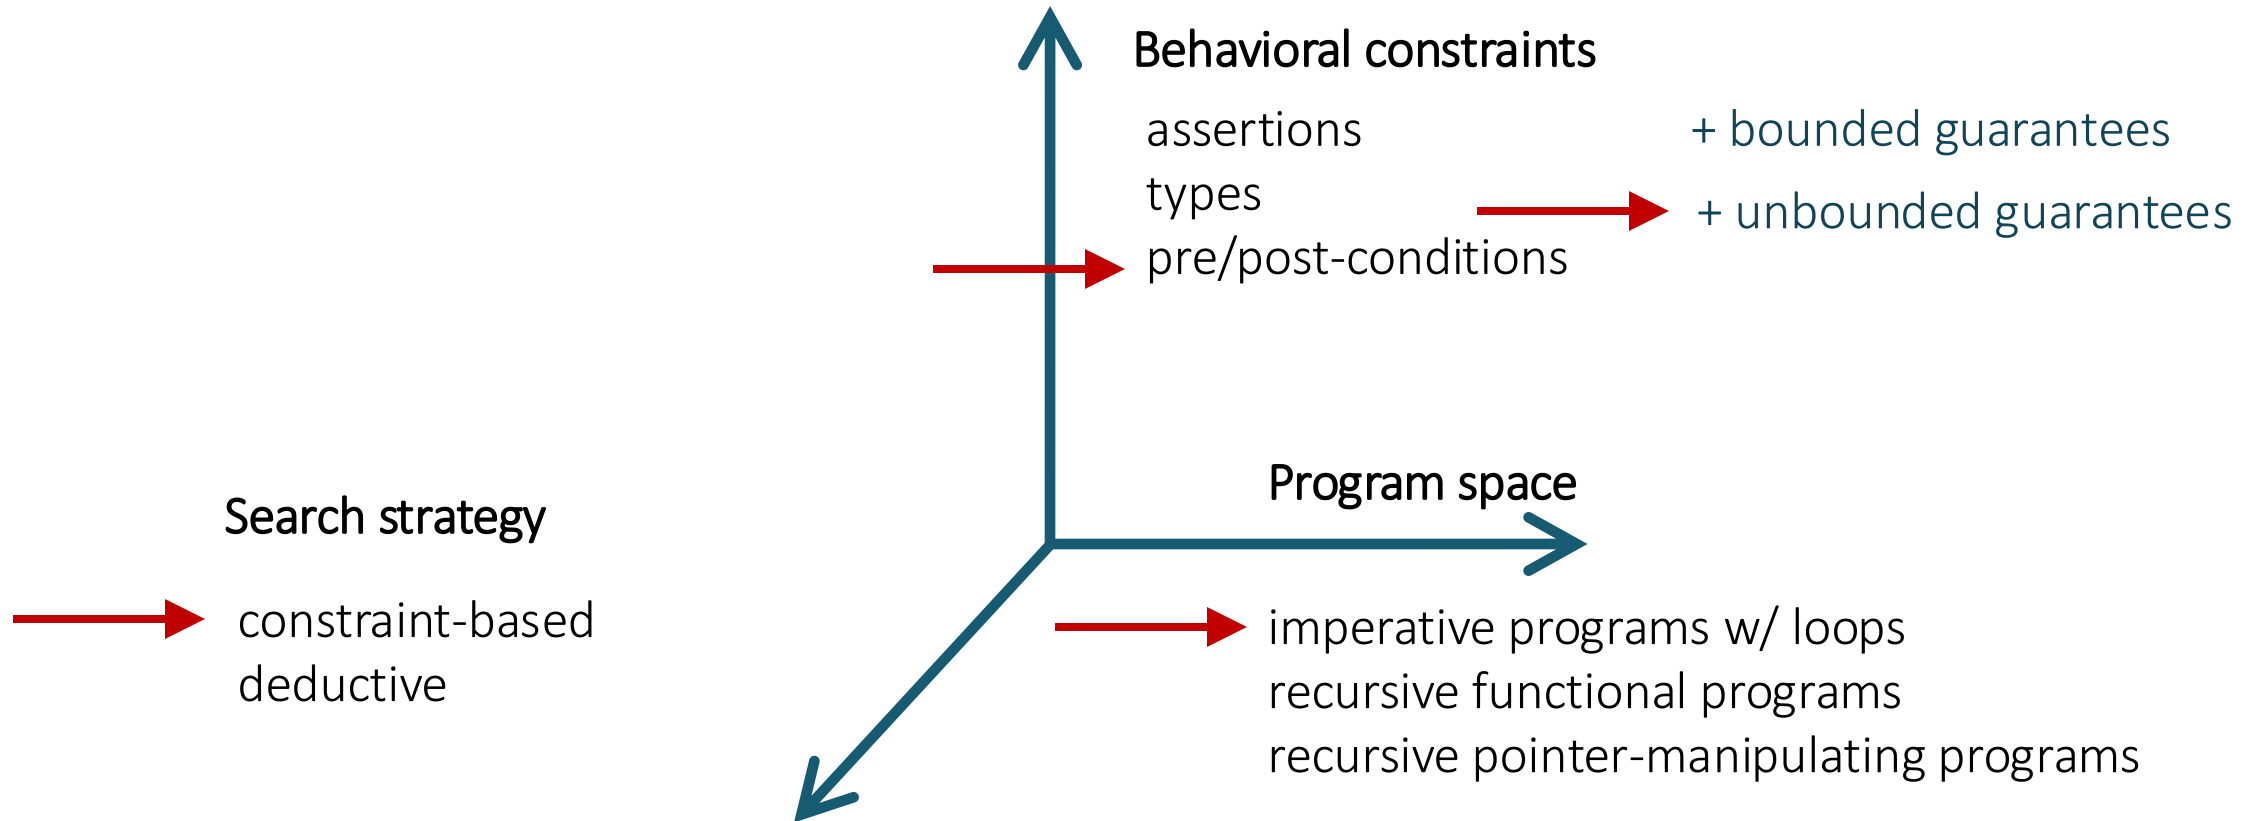 Behavioral constraints
assertions
types
pre/post-conditions
+ bounded guarantees
+ unbounded guarantees
Program space
imperative programs w/ loops
recursive functional programs
recursive pointer-manipulating programs
Search strategy
constraint-based
deductive